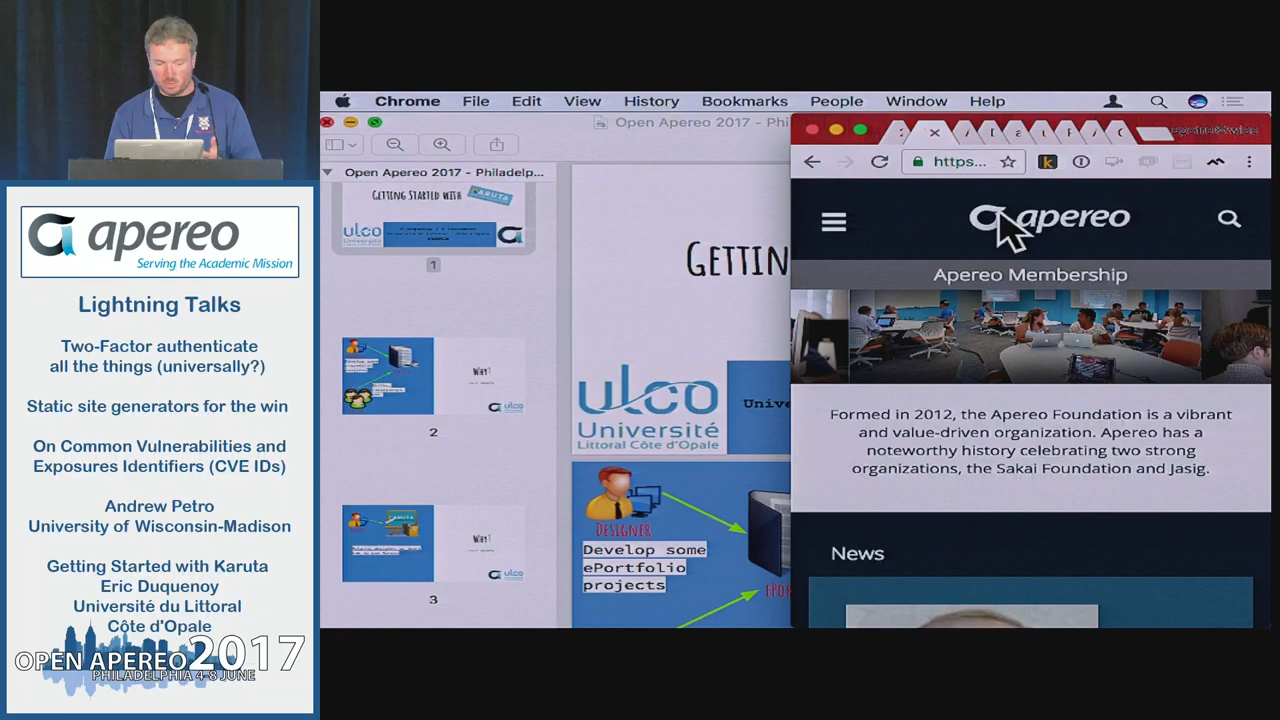 apereo
Serving the Academic Mission
Lightning Talks
Two-Factor authenticate
all the things (universally?)
Static site generators for the win
On Common Vulnerabilities and
Exposures Identifiers (CVE IDs)
Andrew Petro
University of Wisconsin-Madison
Getting Started with Karuta
Eric Duquenoy
Université du Littoral
Côte d'Opale
OPEN APEREO 2017
PHILADELPHIA 4-8 JUNE
Chrome File Edit View History Bookmarks People Window Help
Open Apereo 2017 - Phi
Open Apereo 2017 - Philadelp...
GETTING STARTED WITH KARUTA
ulco
1
WHY?
ulco
2
WHY?
ulco
3
GETTIN
ulco
Université
Littoral Côte d'Opale
Unive
DESIGNER
Develop some
ePortfolio
projects
EPOR
https...
apereo
Apereo Membership
Formed in 2012, the Apereo Foundation is a vibrant
and value-driven organization. Apereo has a
noteworthy history celebrating two strong
organizations, the Sakai Foundation and Jasig.
News